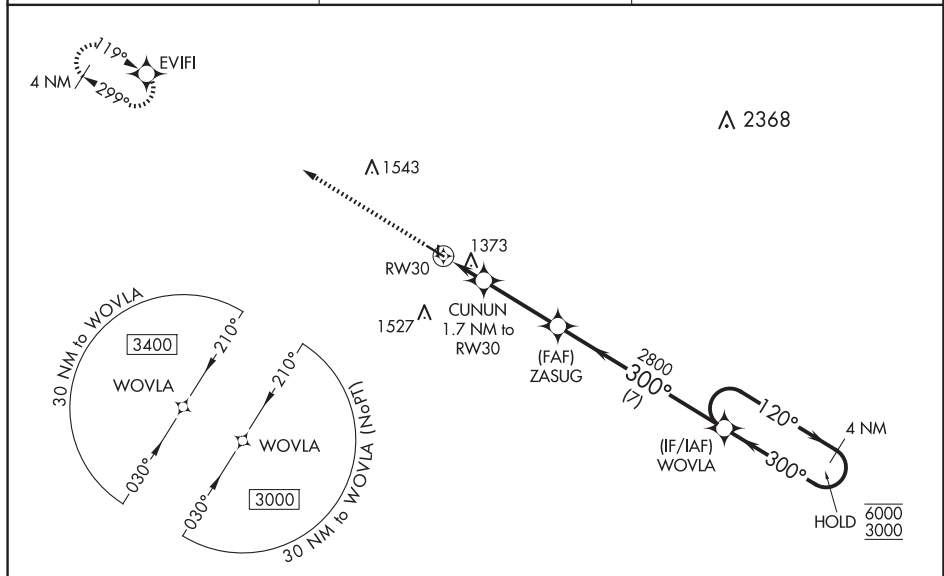 119°
EVIFI
4 NM
299°
2368
1543
1373
RW30
CUNUN
1.7 NM to
RW30
1527
(FAF)
ZASUG
2800
300°
(7)
120°
4 NM
(IF/IAF)
WOVLA
300°
HOLD
6000
3000
30 NM to WOVLA
3400
210°
WOVLA
030°
210°
WOVLA
3000
030°
30 NM to WOVLA (NoPT)